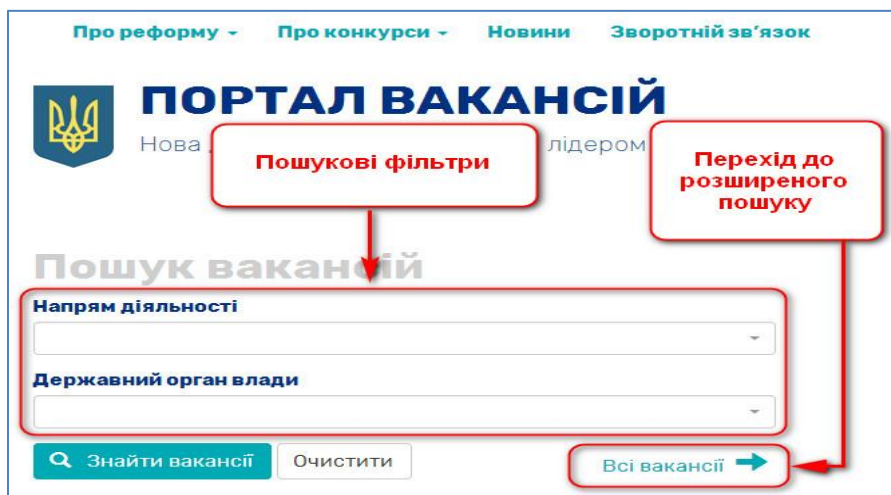 Про реформу Про конкурси Новини Зворотній зв'язок
ПОРТАЛ ВАКАНСІЙ
Нова лідером
Пошукові фільтри
Перехід до
розширеного
пошуку
Пошук вакансій
Напрям діяльності
Державний орган влади
Знайти вакансії Очистити Всі вакансії